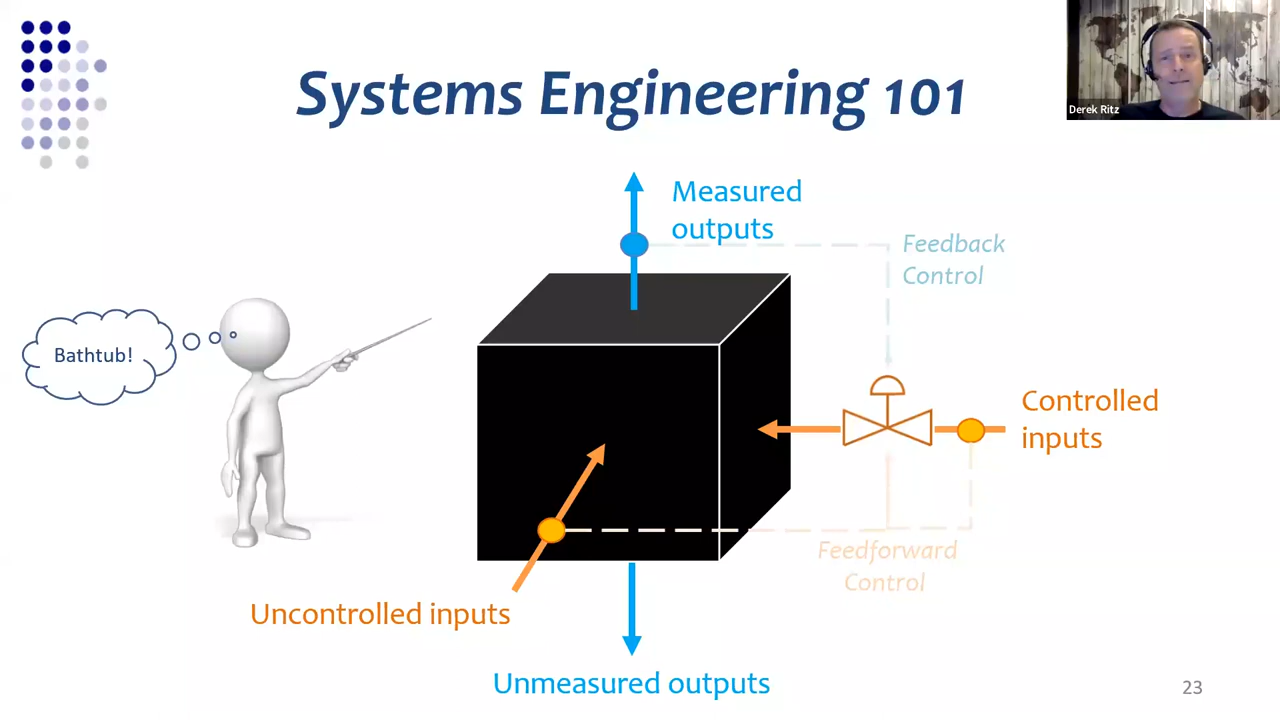 Systems Engineering 101
Derek Ritz
Measured
outputs
Feedback
Control
Bathtub!
Controlled
inputs
Feedforward
Control
Uncontrolled inputs
Unmeasured outputs
23